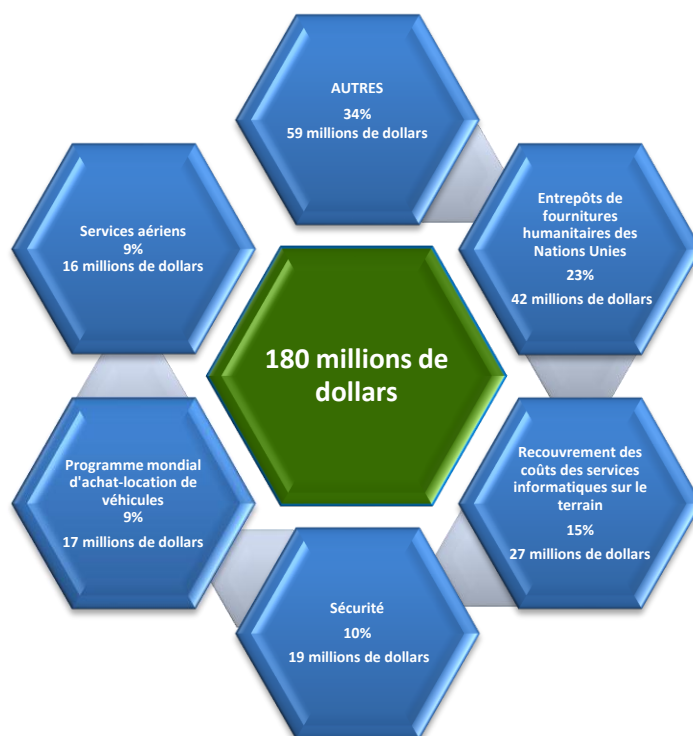 AUTRES
34%
59 millions de dollars
Entrepôts de
fournitures
humanitaires des
Nations Unies
23%
42 millions de dollars
Recouvrement des
coûts des services
informatiques sur le
terrain
15%
27 millions de dollars
Sécurité
10%
19 millions de dollars
Programme mondial
d'achat-location de
véhicules
9%
17 millions de dollars
Services aériens
9%
16 millions de dollars
180 millions de
dollars